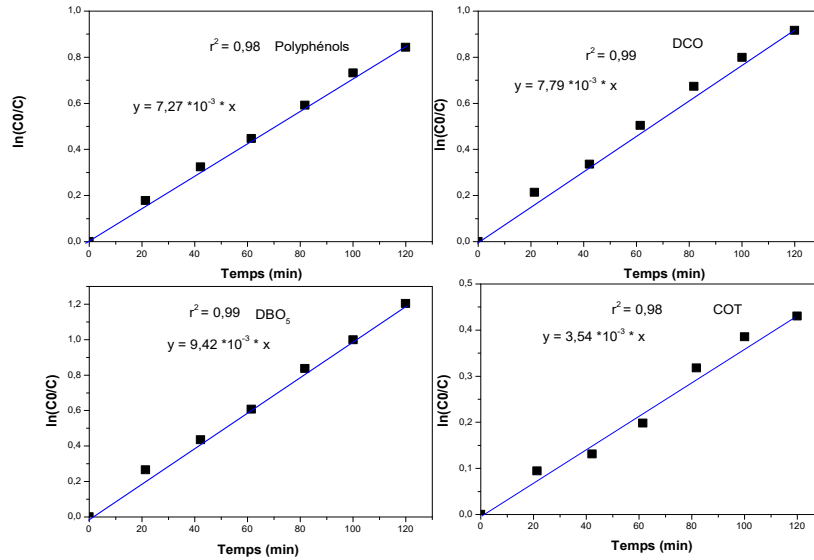 1,0
0,8
0,6
0,4
0,2
0,0
ln(C0/C)
r² = 0,98 Polyphénols
y = 7,27 *10⁻³ * x
0 20 40 60 80 100 120
Temps (min)
1,0
0,8
0,6
0,4
0,2
0,0
ln(C0/C)
r² = 0,99 DCO
y = 7,79 *10⁻³ * x
0 20 40 60 80 100 120
Temps (min)
1,2
1,0
0,8
0,6
0,4
0,2
0,0
ln(C0/C)
r² = 0,99 DBO₅
y = 9,42 *10⁻³ * x
0 20 40 60 80 100 120
Temps (min)
0,5
0,4
0,3
0,2
0,1
0,0
ln(C0/C)
r² = 0,98 COT
y = 3,54 *10⁻³ * x
0 20 40 60 80 100 120
Temps (min)